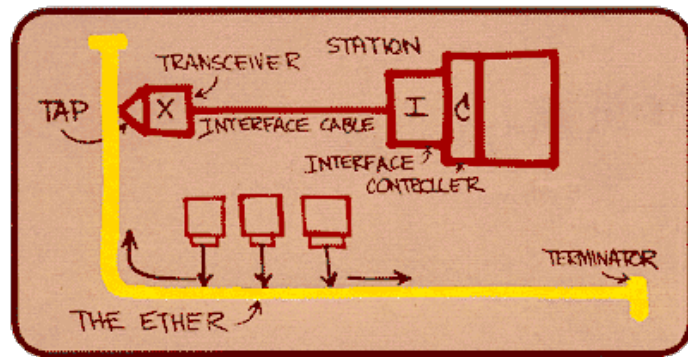 STATION
TRANSCEIVER
TAP
X
I
C
INTERFACE CABLE
INTERFACE
CONTROLLER
TERMINATOR
THE ETHER